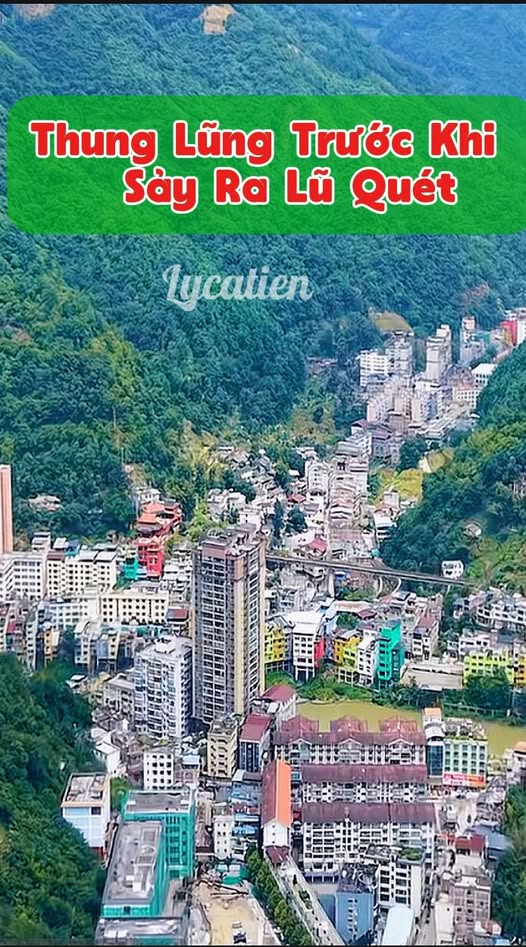 Thung Lũng Trước Khi
Sảy Ra Lũ Quét
Lycatien